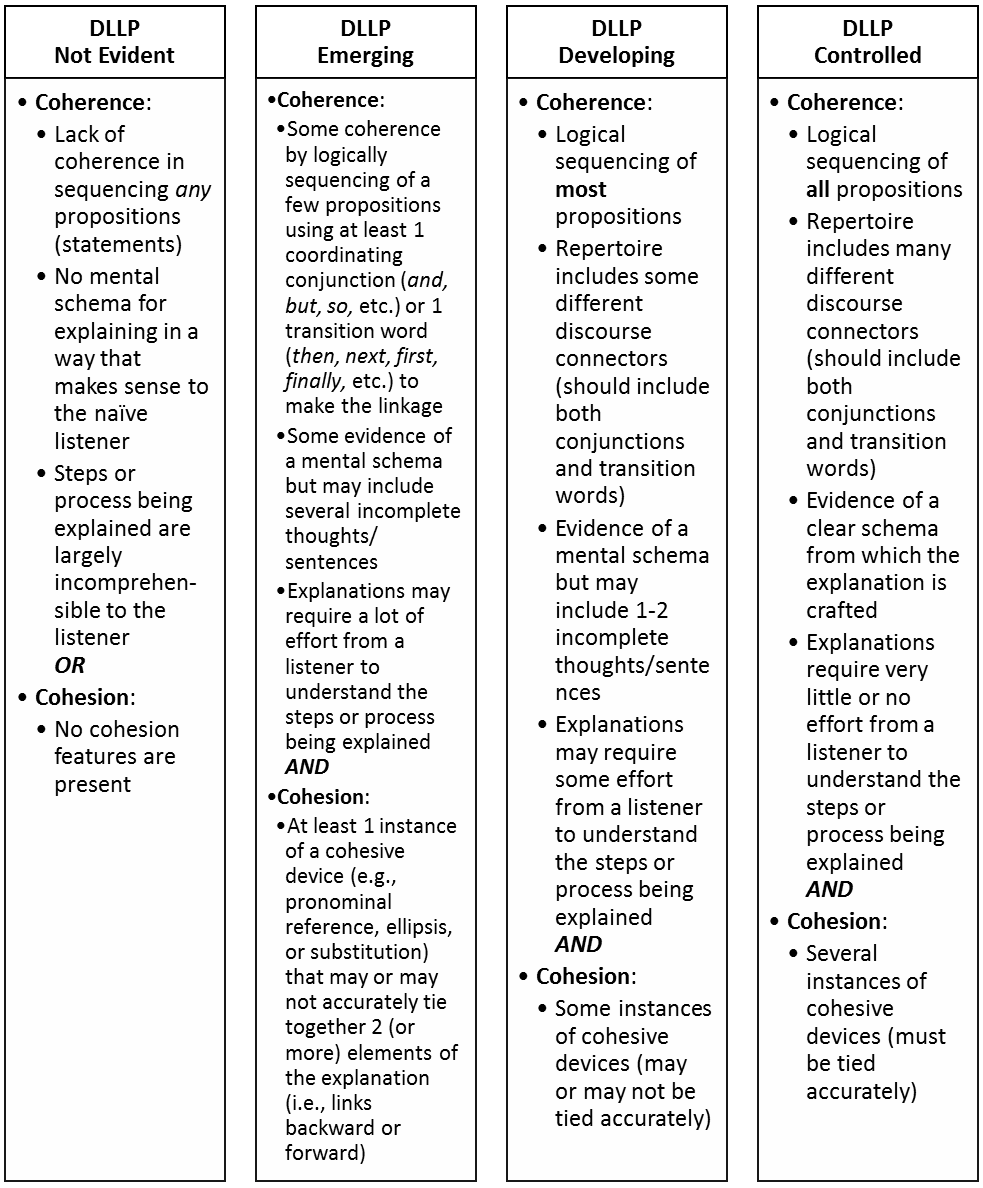 DLLP
Not Evident
• Coherence:
• Lack of
coherence in
sequencing any
propositions
(statements)
• No mental
schema for
explaining in a
way that
makes sense to
the naïve
listener
• Steps or
process being
explained are
largely
incomprehen-
sible to the
listener
OR
• Cohesion:
• No cohesion
features are
present
DLLP
Emerging
•Coherence:
•Some coherence
by logically
sequencing of a
few propositions
using at least 1
coordinating
conjunction (and,
but, so, etc.) or 1
transition word
(then, next, first,
finally, etc.) to
make the linkage
•Some evidence of
a mental schema
but may include
several incomplete
thoughts/
sentences
•Explanations may
require a lot of
effort from a
listener to
understand the
steps or process
being explained
AND
•Cohesion:
•At least 1 instance
of a cohesive
device (e.g.,
pronominal
reference, ellipsis,
or substitution)
that may or may
not accurately tie
together 2 (or
more) elements of
the explanation
(i.e., links
backward or
forward)
DLLP
Developing
• Coherence:
• Logical
sequencing of
most
propositions
• Repertoire
includes some
different
discourse
connectors
(should include
both
conjunctions
and transition
words)
• Evidence of a
mental schema
but may
include 1-2
incomplete
thoughts/sente
nces
• Explanations
may require
some effort
from a listener
to understand
the steps or
process being
explained
AND
• Cohesion:
• Some instances
of cohesive
devices (may
or may not be
tied accurately)
DLLP
Controlled
• Coherence:
• Logical
sequencing of
all propositions
• Repertoire
includes many
different
discourse
connectors
(should include
both
conjunctions
and transition
words)
• Evidence of a
clear schema
from which the
explanation is
crafted
• Explanations
require very
little or no
effort from a
listener to
understand the
steps or
process being
explained
AND
• Cohesion:
• Several
instances of
cohesive
devices (must
be tied
accurately)